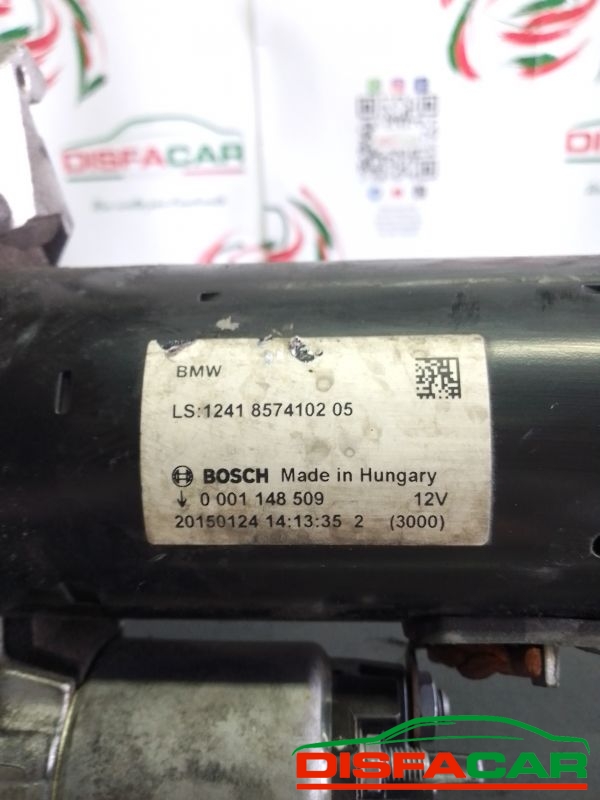 DISFACAR
DISFACAR
BMW
LS:1241 8574102 05
BOSCH Made in Hungary
0 001 148 509 12V
20150124 14:13:35 2 (3000)
DISFACAR